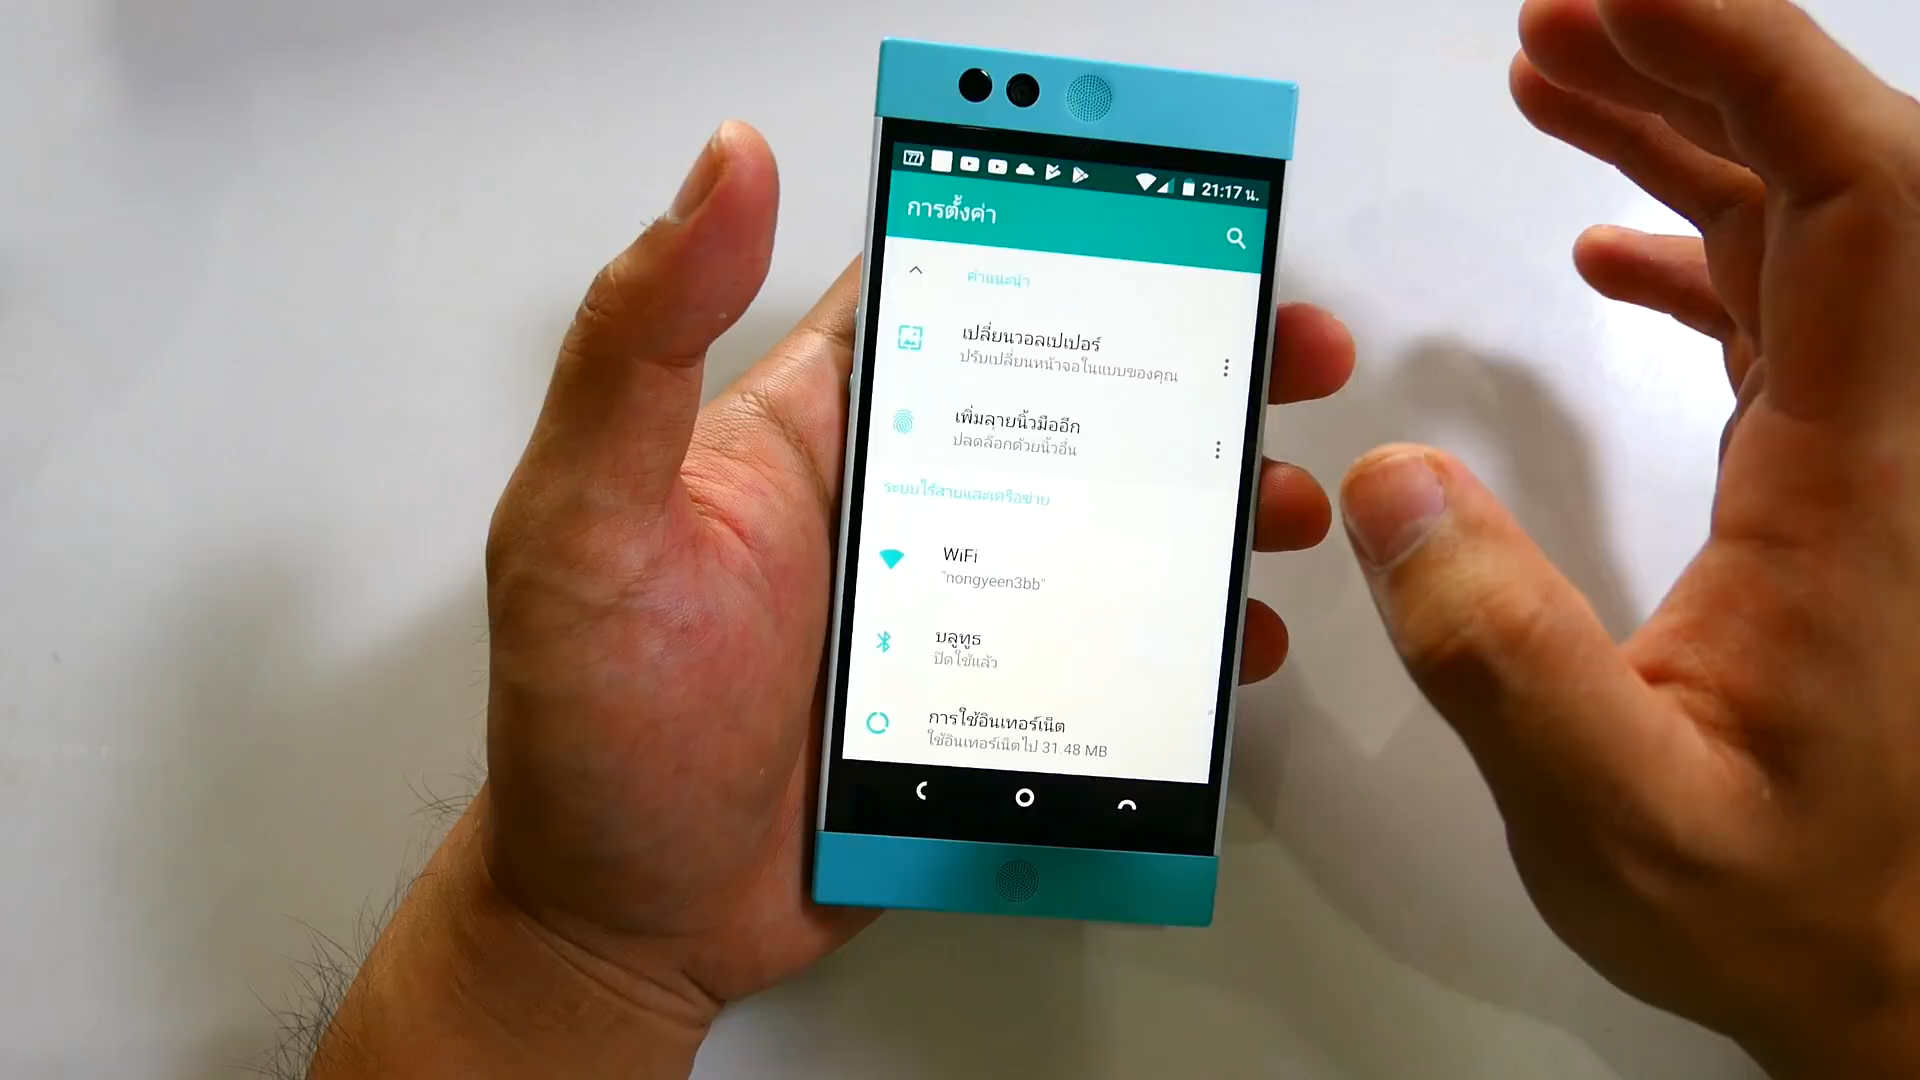 77
21:17 น.
การตั้งค่า
คำแนะนำ
เปลี่ยนวอลเปเปอร์
ปรับเปลี่ยนหน้าจอในแบบของคุณ
เพิ่มลายนิ้วมืออีก
ปลดล็อกด้วยนิ้วอื่น
ระบบไร้สายและเครือข่าย
WiFi
"nongyeen3bb"
บลูทูธ
ปิดใช้แล้ว
การใช้อินเทอร์เน็ต
ใช้อินเทอร์เน็ตไป 31.48 MB